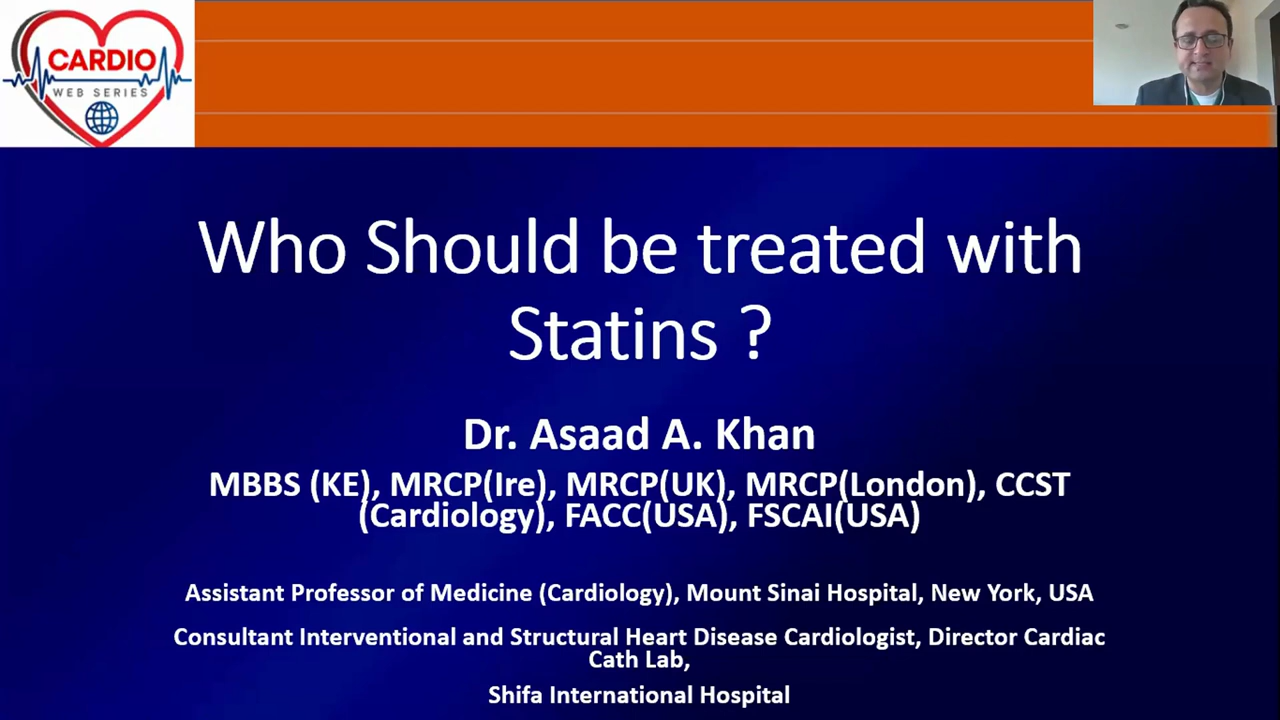 CARDIO
WEB SERIES
Who Should be treated with
Statins ?
Dr. Asaad A. Khan
MBBS (KE), MRCP(Ire), MRCP(UK), MRCP(London), CCST
(Cardiology), FACC(USA), FSCAI(USA)
Assistant Professor of Medicine (Cardiology), Mount Sinai Hospital, New York, USA
Consultant Interventional and Structural Heart Disease Cardiologist, Director Cardiac
Cath Lab,
Shifa International Hospital